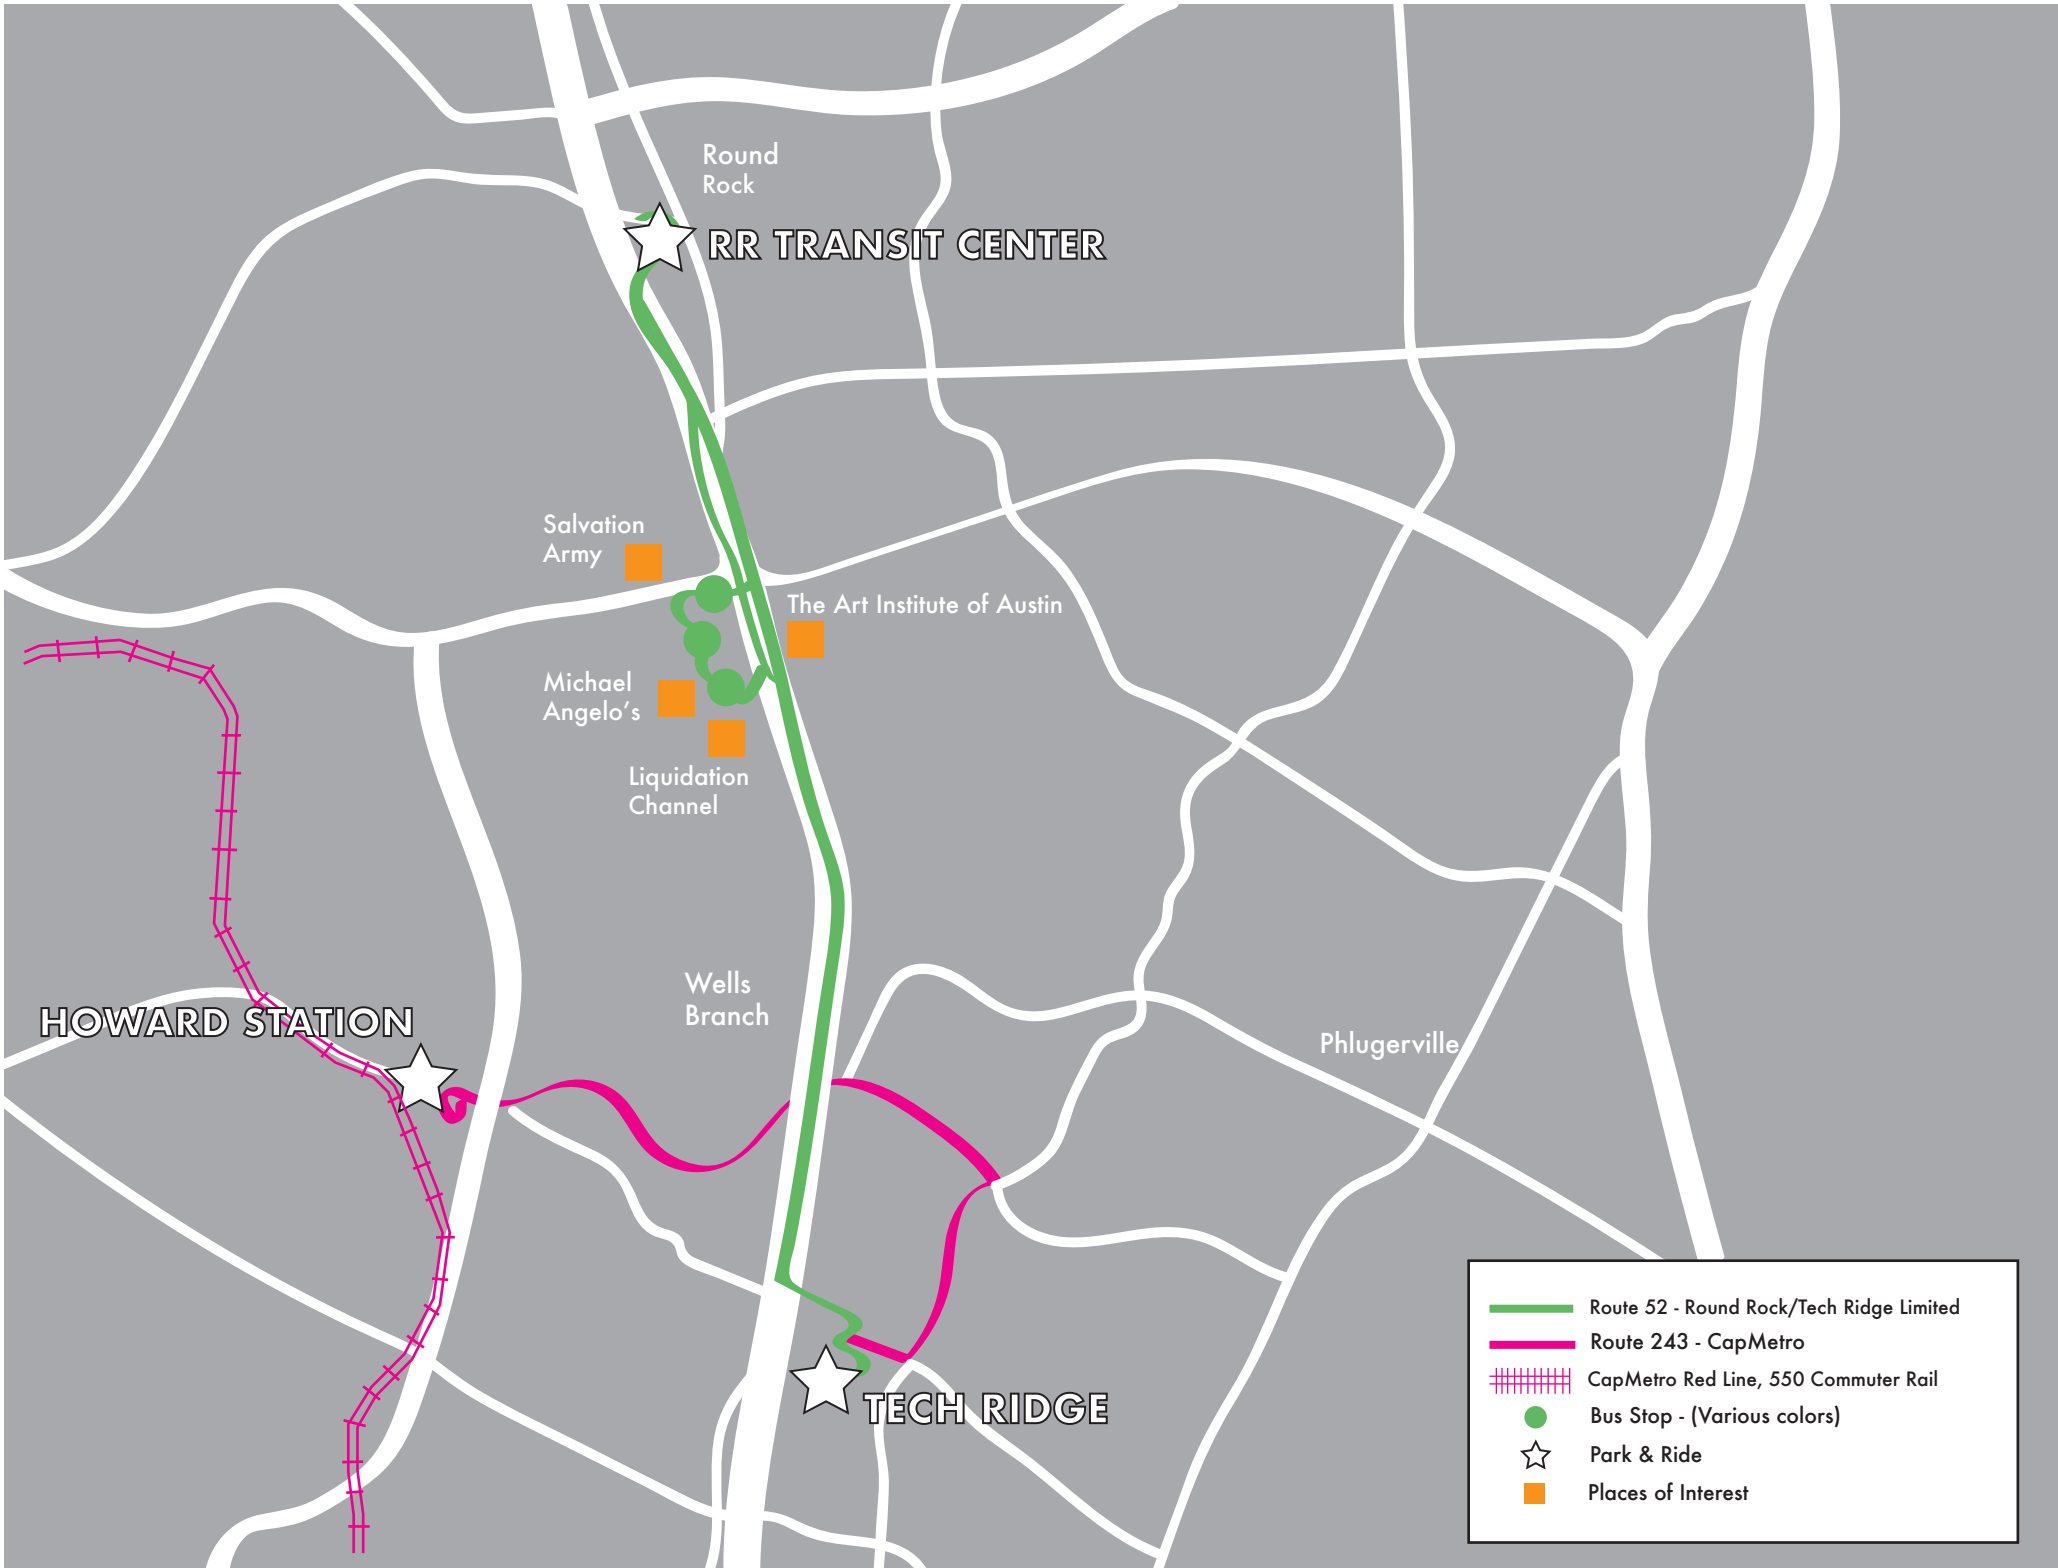 Round
Rock
RR TRANSIT CENTER
Salvation
Army
The Art Institute of Austin
Michael
Angelo's
Liquidation
Channel
Wells
Branch
HOWARD STATION
Phlugerville
TECH RIDGE
Route 52 - Round Rock/Tech Ridge Limited
Route 243 - CapMetro
CapMetro Red Line, 550 Commuter Rail
Bus Stop - (Various colors)
Park & Ride
Places of Interest